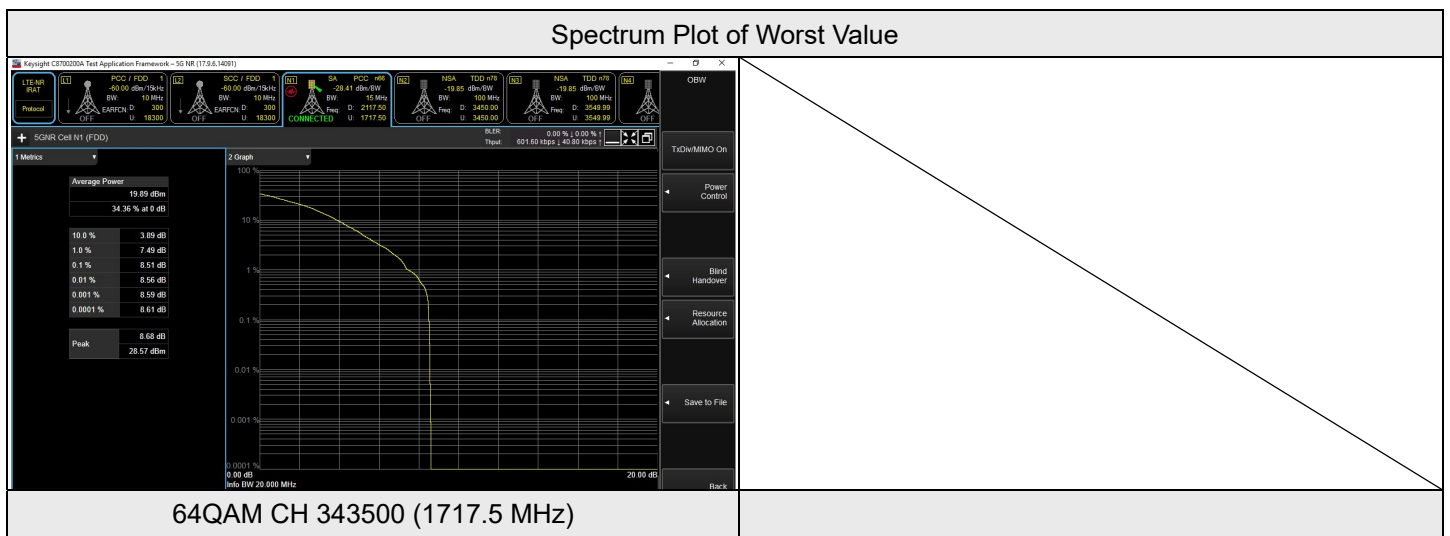 Spectrum Plot of Worst Value
Keysight C8700200A Test Application Framework – 5G NR (17.9.6.14091)
LTE-NR IRAT
Protocol
L1 PCC / FDD 1
-60.00 dBm/15kHz
BW: 10 MHz
EARFCN: D: 300
OFF U: 18300
L2 SCC / FDD 1
-60.00 dBm/15kHz
BW: 10 MHz
EARFCN: D: 300
OFF U: 18300
N1 SA PCC n66
-28.41 dBm/BW
BW: 15 MHz
Freq: D: 2117.50
CONNECTED U: 1717.50
N2 NSA TDD n78
-19.85 dBm/BW
BW: 100 MHz
Freq: D: 3450.00
OFF U: 3450.00
N3 NSA TDD n78
-19.85 dBm/BW
BW: 100 MHz
Freq: D: 3549.99
OFF U: 3549.99
N4
OFF
OBW
+ 5GNR Cell N1 (FDD)
BLER: 0.00 % ↓ 0.00 % ↑
Thput: 601.60 kbps ↓ 40.80 kbps ↑
1 Metrics
2 Graph
Average Power
19.89 dBm
34.36 % at 0 dB
10.0 % 3.89 dB
1.0 % 7.49 dB
0.1 % 8.51 dB
0.01 % 8.56 dB
0.001 % 8.59 dB
0.0001 % 8.61 dB
Peak
8.68 dB
28.57 dBm
100 %
10 %
1 %
0.1 %
0.01 %
0.001 %
0.0001 %
0.00 dB
20.00 dB
Info BW 20.000 MHz
TxDiv/MIMO On
Power
Control
Blind
Handover
Resource
Allocation
Save to File
Back
64QAM CH 343500 (1717.5 MHz)